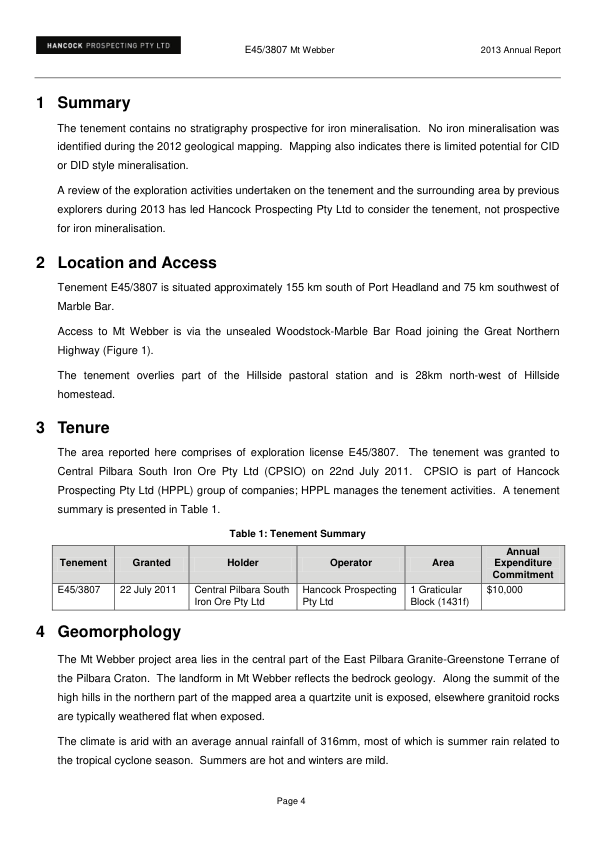 HANCOCK PROSPECTING PTY LTD
E45/3807 Mt Webber
2013 Annual Report
1 Summary
The tenement contains no stratigraphy prospective for iron mineralisation. No iron mineralisation was
identified during the 2012 geological mapping. Mapping also indicates there is limited potential for CID
or DID style mineralisation.
A review of the exploration activities undertaken on the tenement and the surrounding area by previous
explorers during 2013 has led Hancock Prospecting Pty Ltd to consider the tenement, not prospective
for iron mineralisation.
2 Location and Access
Tenement E45/3807 is situated approximately 155 km south of Port Headland and 75 km southwest of
Marble Bar.
Access to Mt Webber is via the unsealed Woodstock-Marble Bar Road joining the Great Northern
Highway (Figure 1).
The tenement overlies part of the Hillside pastoral station and is 28km north-west of Hillside
homestead.
3 Tenure
The area reported here comprises of exploration license E45/3807. The tenement was granted to
Central Pilbara South Iron Ore Pty Ltd (CPSIO) on 22nd July 2011. CPSIO is part of Hancock
Prospecting Pty Ltd (HPPL) group of companies; HPPL manages the tenement activities. A tenement
summary is presented in Table 1.
Table 1: Tenement Summary
Tenement Granted Holder Operator Area Annual
Expenditure
Commitment
E45/3807 22 July 2011 Central Pilbara South Hancock Prospecting 1 Graticular $10,000
Iron Ore Pty Ltd Pty Ltd Block (1431f)
4 Geomorphology
The Mt Webber project area lies in the central part of the East Pilbara Granite-Greenstone Terrane of
the Pilbara Craton. The landform in Mt Webber reflects the bedrock geology. Along the summit of the
high hills in the northern part of the mapped area a quartzite unit is exposed, elsewhere granitoid rocks
are typically weathered flat when exposed.
The climate is arid with an average annual rainfall of 316mm, most of which is summer rain related to
the tropical cyclone season. Summers are hot and winters are mild.
Page 4